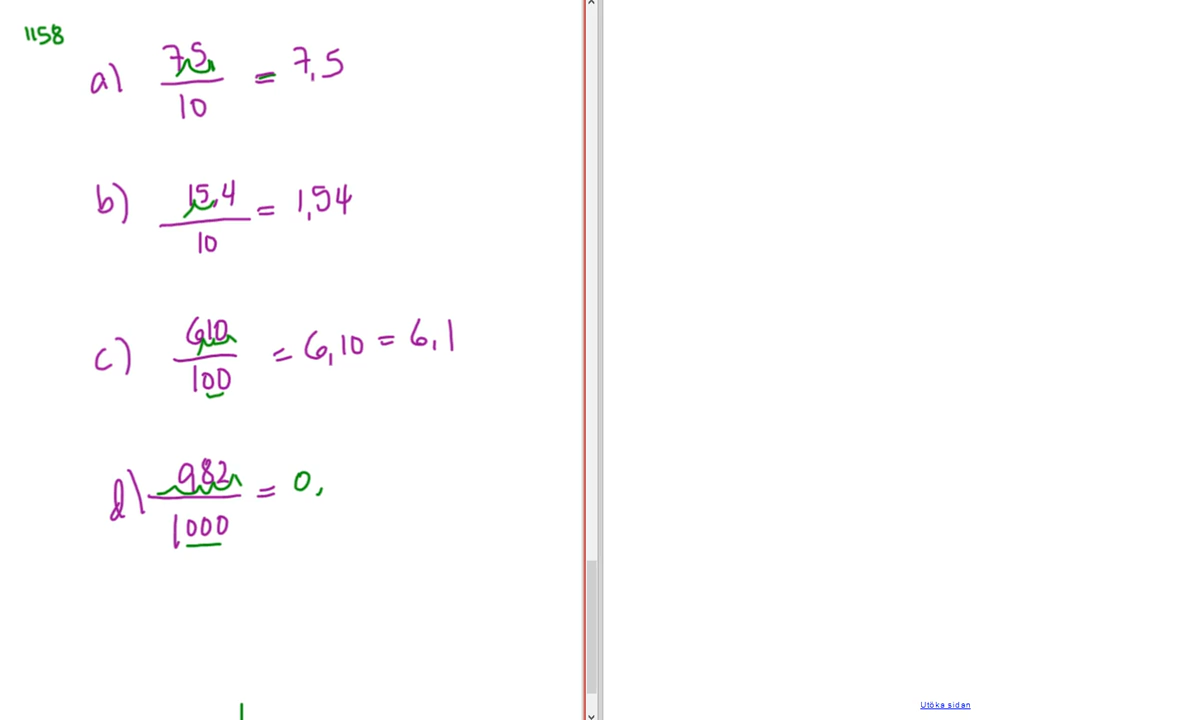 1158
a) 75/10 = 7,5
b) 15,4/10 = 1,54
c) 610/100 = 6,10 = 6,1
d) 982/1000 = 0,
Utöka sidan